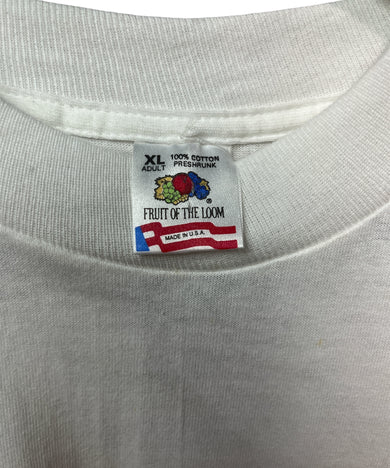 XL 100% COTTON
ADULT PRESHRUNK
®
FRUIT OF THE LOOM
MADE IN U.S.A.